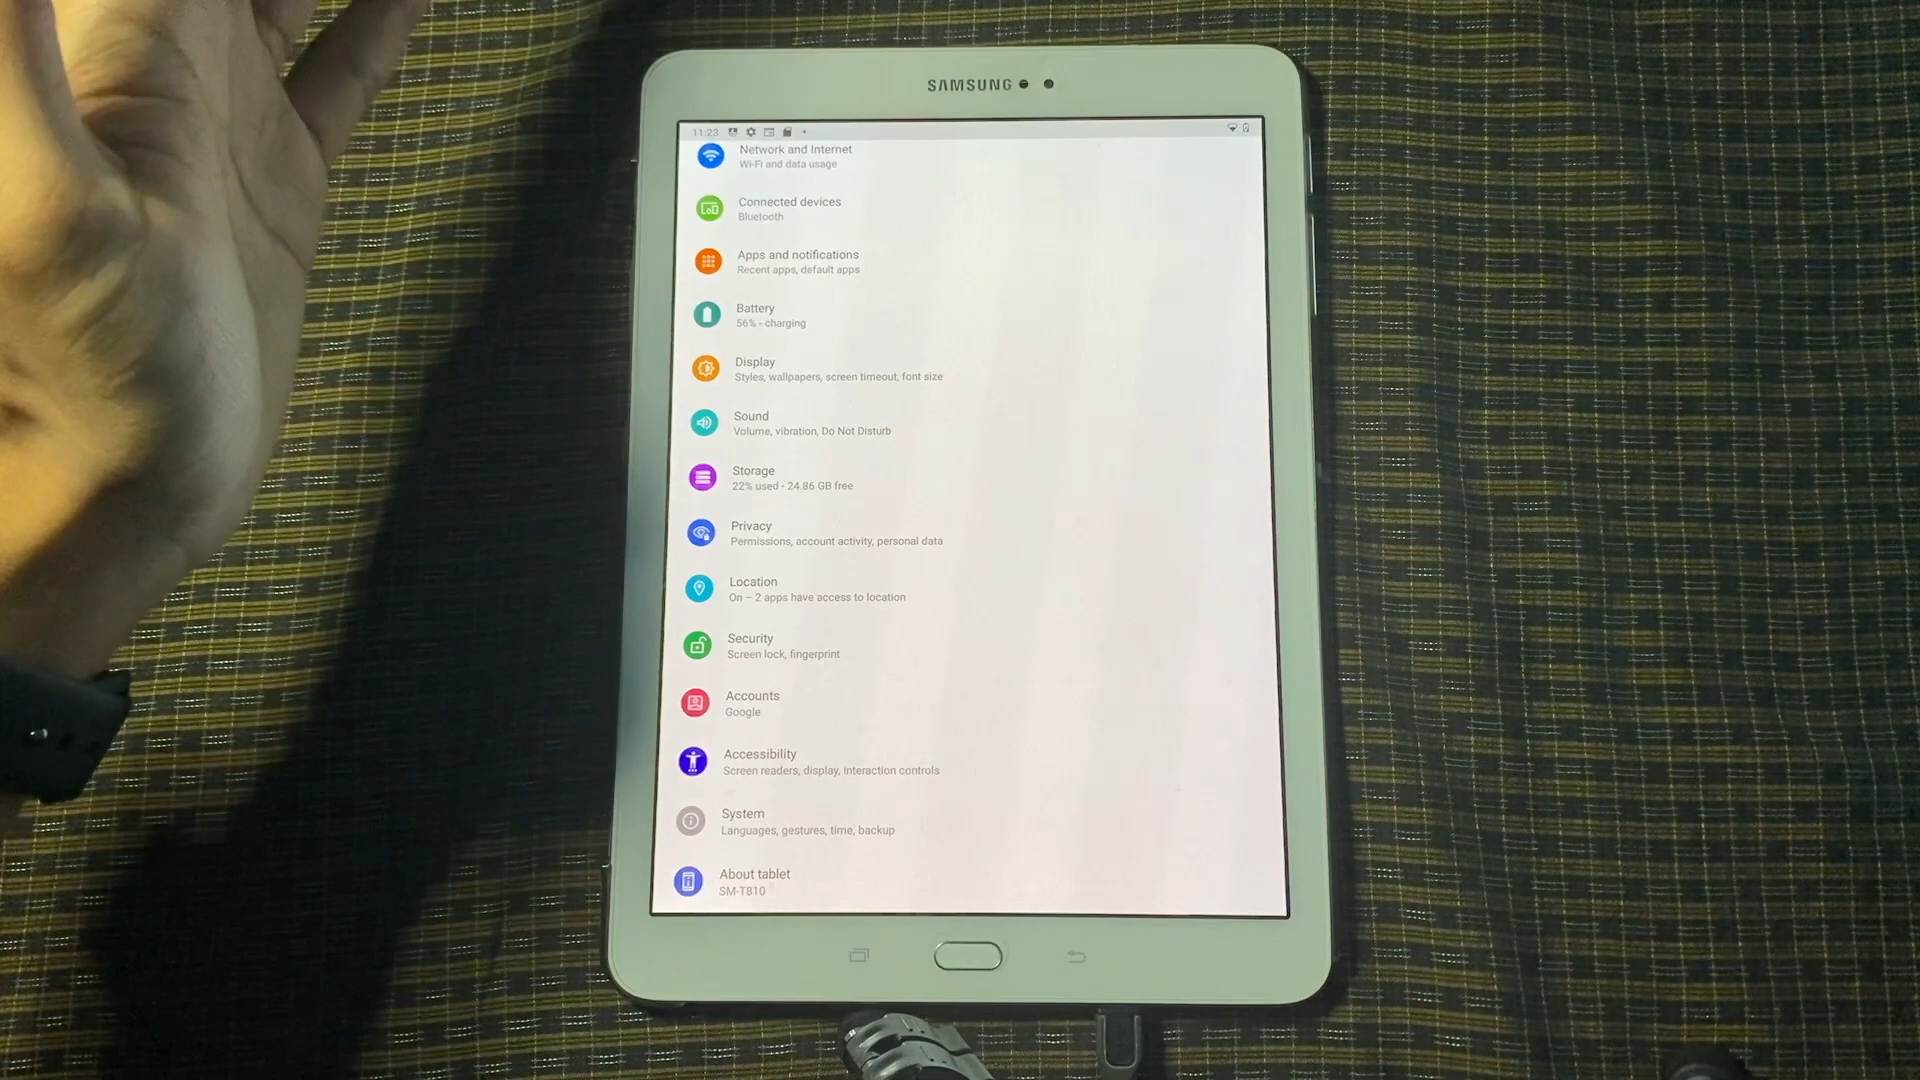 SAMSUNG
11:23
Network and Internet
Wi-Fi and data usage
Connected devices
Bluetooth
Apps and notifications
Recent apps, default apps
Battery
56% - charging
Display
Styles, wallpapers, screen timeout, font size
Sound
Volume, vibration, Do Not Disturb
Storage
22% used - 24.86 GB free
Privacy
Permissions, account activity, personal data
Location
On – 2 apps have access to location
Security
Screen lock, fingerprint
Accounts
Google
Accessibility
Screen readers, display, interaction controls
System
Languages, gestures, time, backup
About tablet
SM-T810